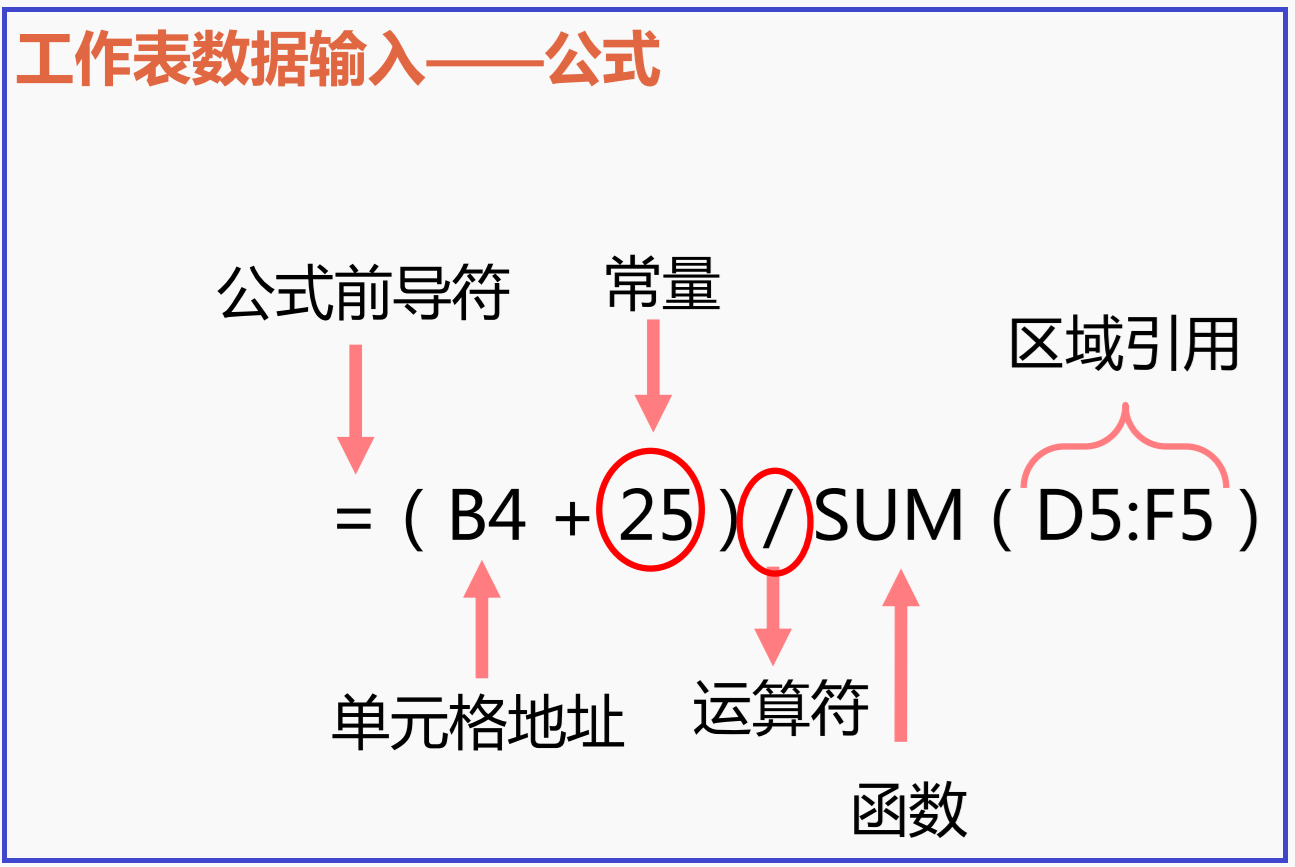 工作表数据输入——公式
公式前导符
常量
区域引用
=（B4 + 25）/ SUM（D5:F5）
单元格地址
运算符
函数